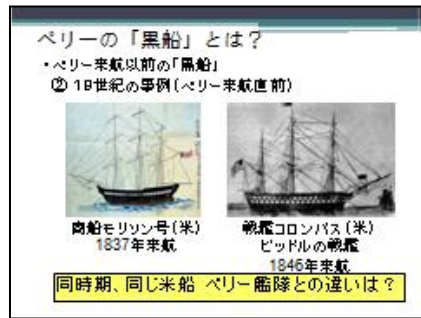 ペリーの「黒船」とは？
・ペリー来航以前の「黒船」
② 19世紀の事例(ペリー来航直前)
商船モリソン号(米)
1837年来航
戦艦コロンバス(米)
ビッドルの戦艦
1846年来航
同時期、同じ米船 ペリー艦隊との違いは？